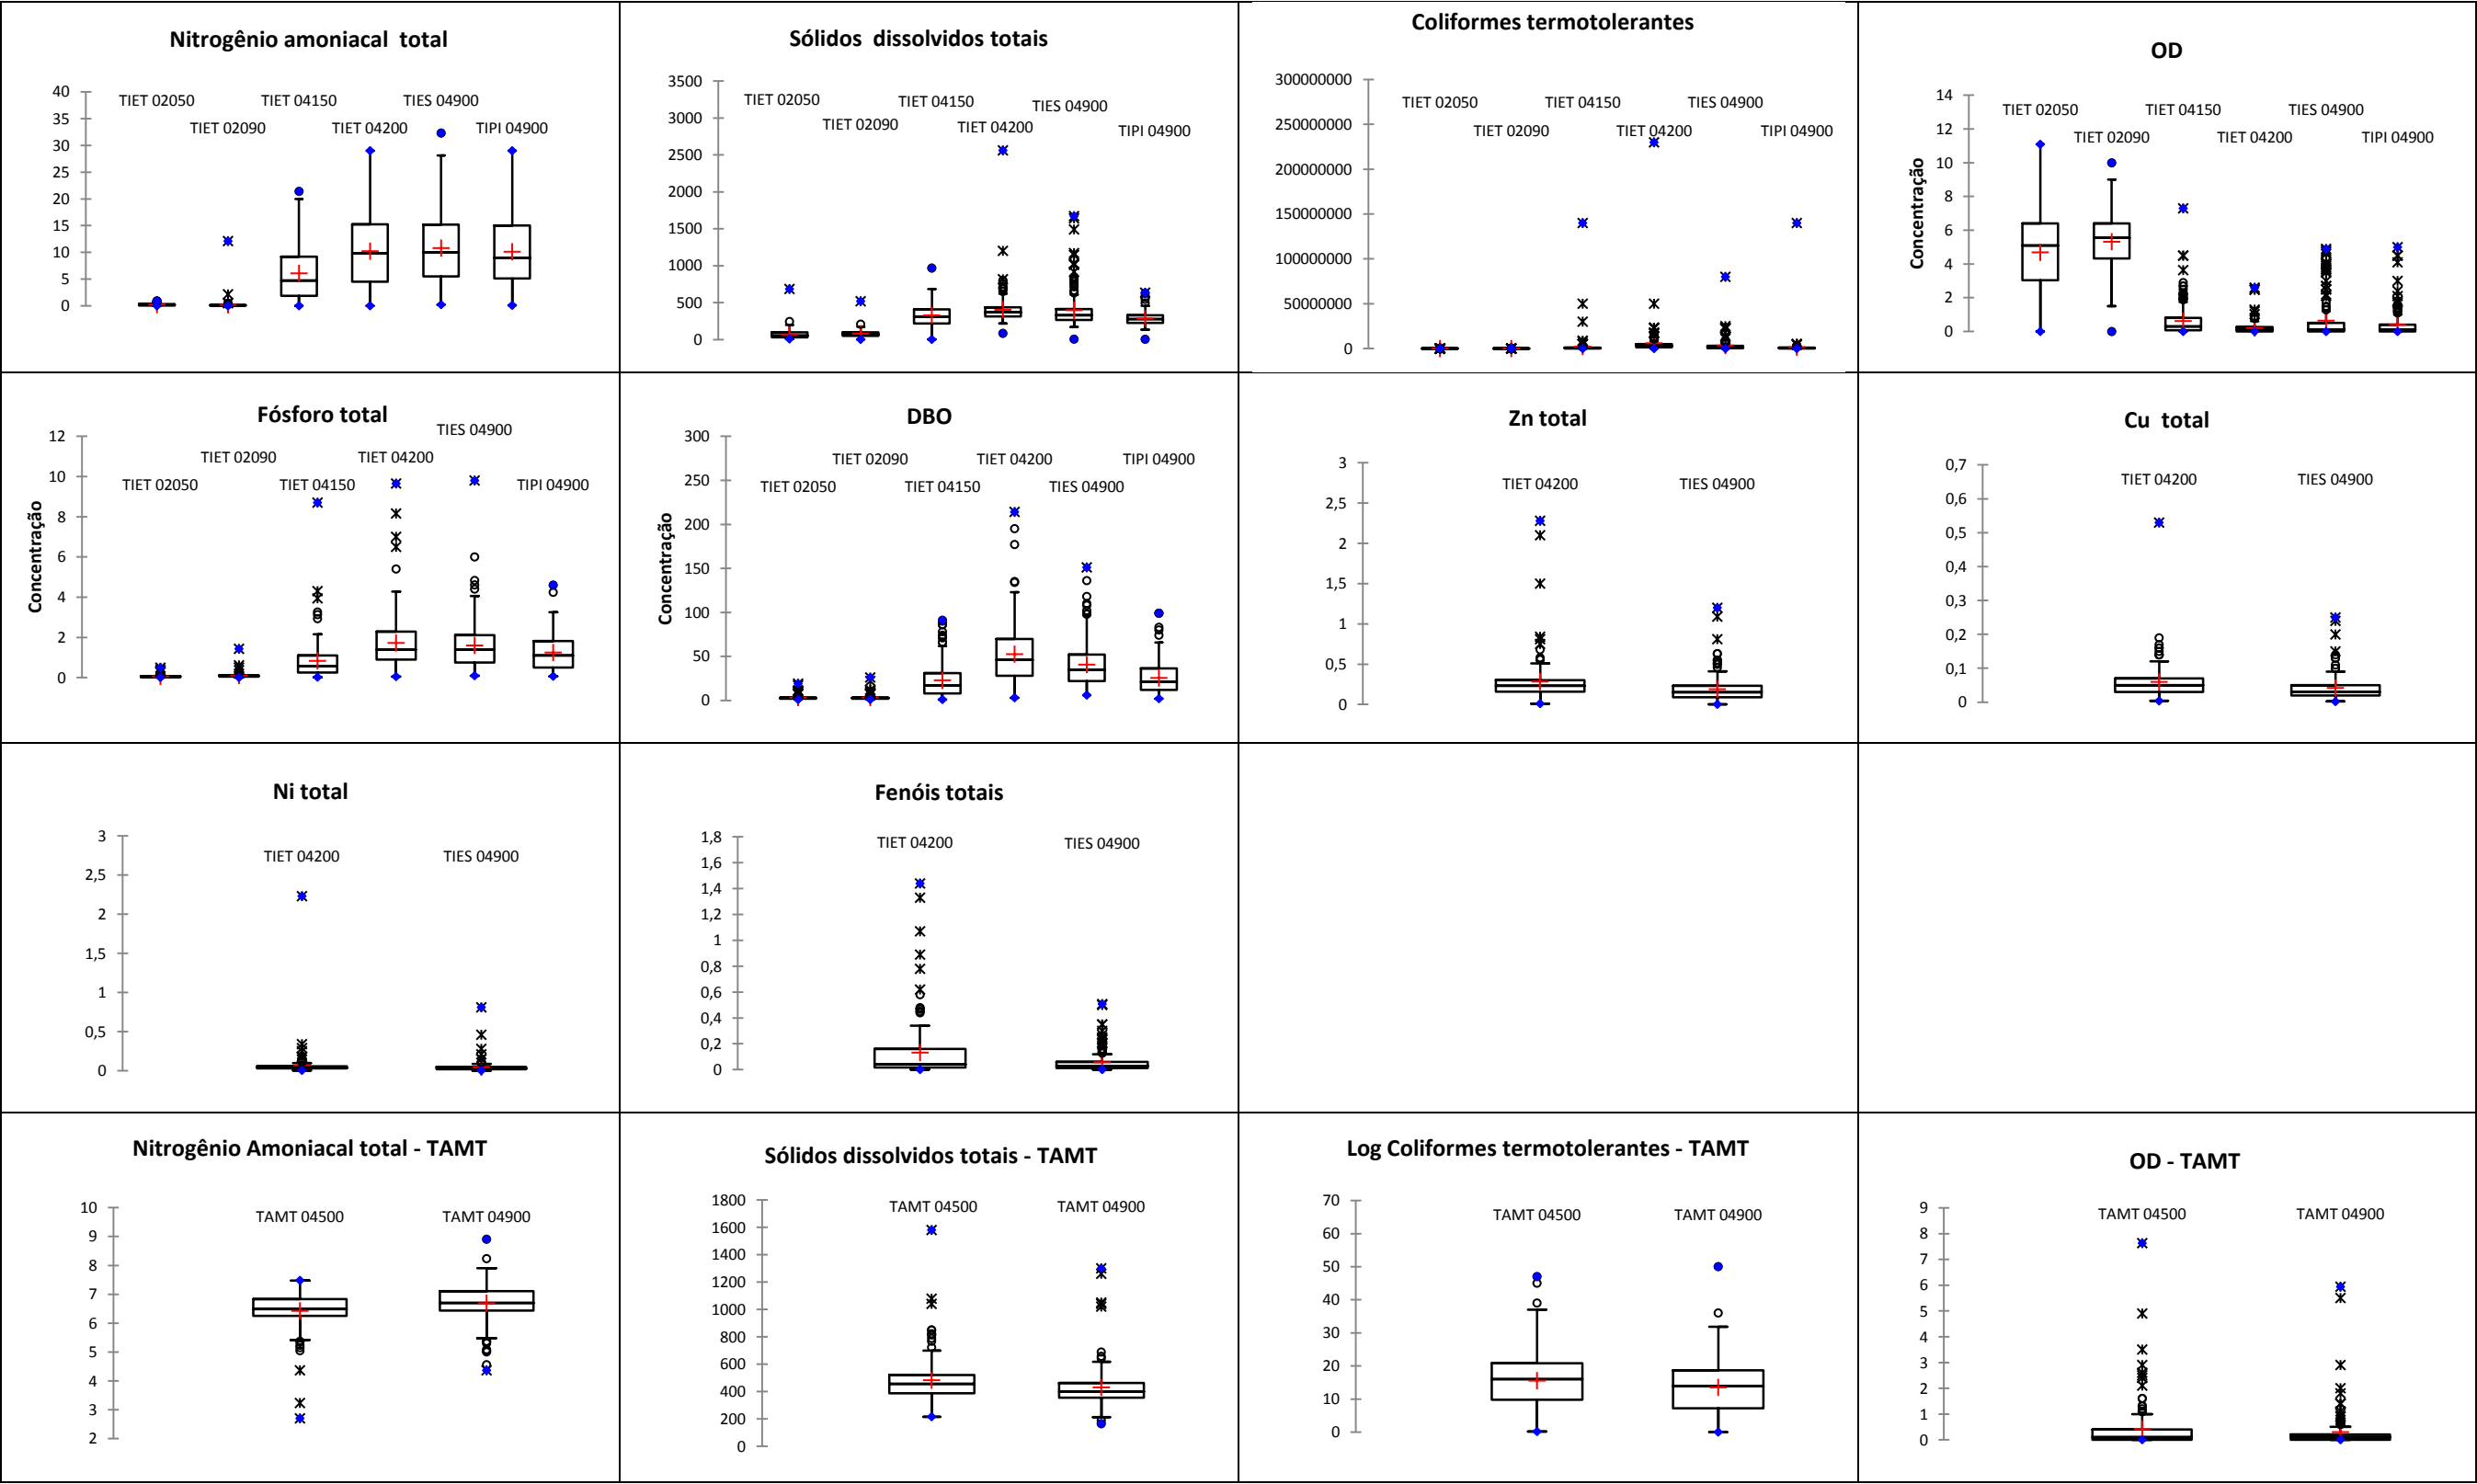 Nitrogênio amoniacal total
40
35
30
25
20
15
10
5
0
TIET 02050
TIET 02090
TIET 04150
TIET 04200
TIES 04900
TIPI 04900
Sólidos dissolvidos totais
3500
3000
2500
2000
1500
1000
500
0
TIET 02050
TIET 02090
TIET 04150
TIET 04200
TIES 04900
TIPI 04900
Coliformes termotolerantes
300000000
250000000
200000000
150000000
100000000
50000000
0
TIET 02050
TIET 02090
TIET 04150
TIET 04200
TIES 04900
TIPI 04900
OD
Concentração
14
12
10
8
6
4
2
0
TIET 02050
TIET 02090
TIET 04150
TIET 04200
TIES 04900
TIPI 04900
Fósforo total
Concentração
12
10
8
6
4
2
0
TIET 02050
TIET 02090
TIET 04150
TIET 04200
TIES 04900
TIPI 04900
DBO
Concentração
300
250
200
150
100
50
0
TIET 02050
TIET 02090
TIET 04150
TIET 04200
TIES 04900
TIPI 04900
Zn total
3
2,5
2
1,5
1
0,5
0
TIET 04200
TIES 04900
Cu total
0,7
0,6
0,5
0,4
0,3
0,2
0,1
0
TIET 04200
TIES 04900
Ni total
3
2,5
2
1,5
1
0,5
0
TIET 04200
TIES 04900
Fenóis totais
1,8
1,6
1,4
1,2
1
0,8
0,6
0,4
0,2
0
TIET 04200
TIES 04900
Nitrogênio Amoniacal total - TAMT
10
9
8
7
6
5
4
3
2
TAMT 04500
TAMT 04900
Sólidos dissolvidos totais - TAMT
1800
1600
1400
1200
1000
800
600
400
200
0
TAMT 04500
TAMT 04900
Log Coliformes termotolerantes - TAMT
70
60
50
40
30
20
10
0
TAMT 04500
TAMT 04900
OD - TAMT
9
8
7
6
5
4
3
2
1
0
TAMT 04500
TAMT 04900